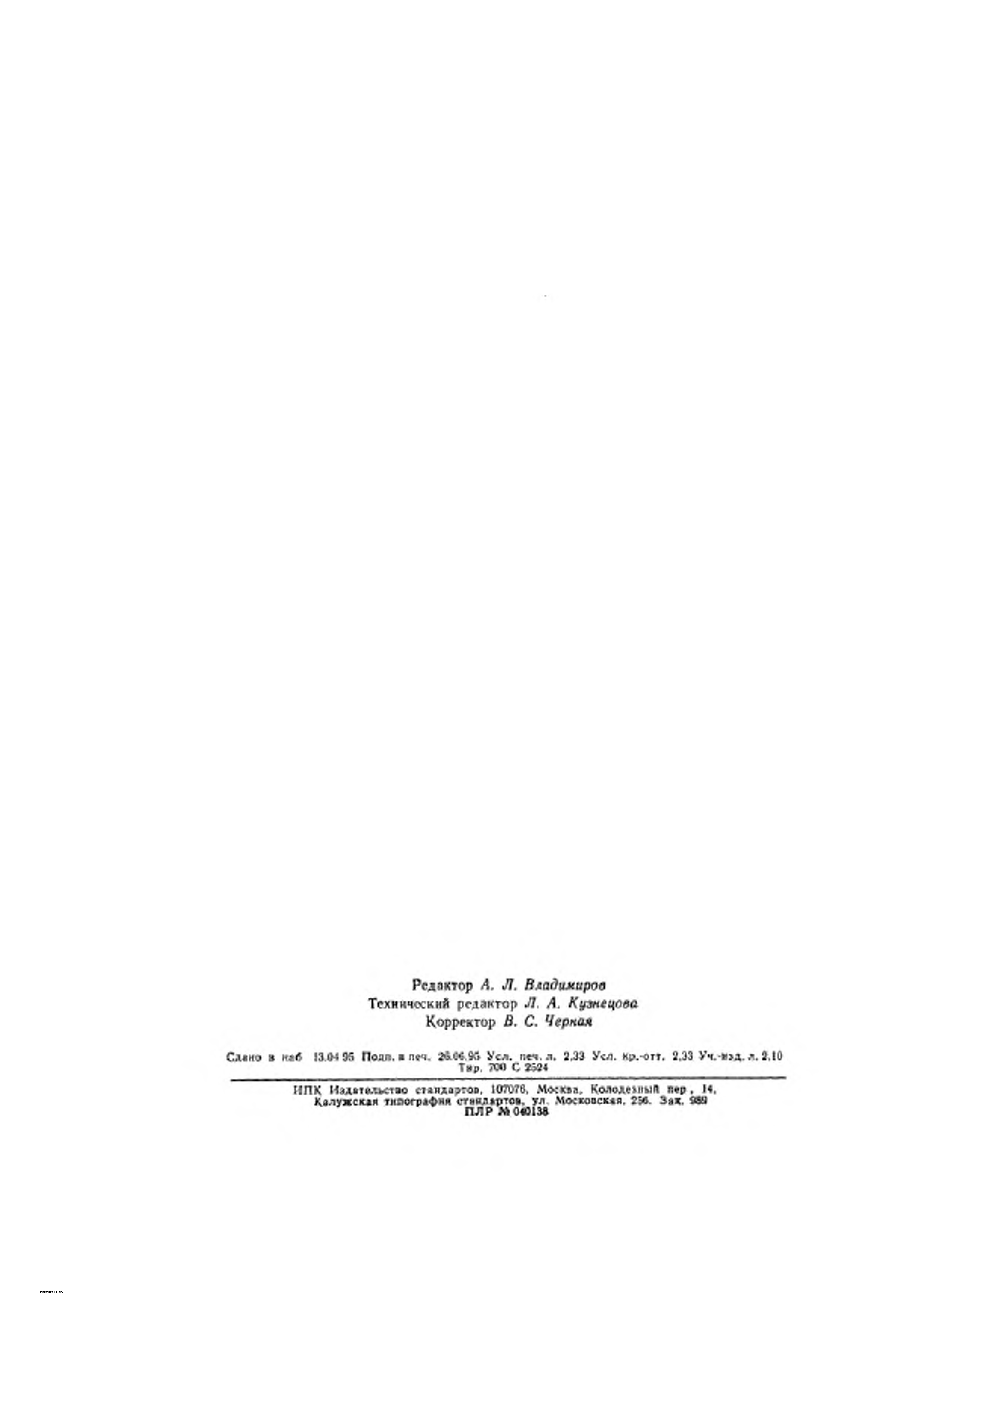 Редактор А. Л. Владимиров
Технический редактор Л. А. Кузнецова
Корректор В. С. Черная
Сдано в наб 13.04 95 Подп. в печ. 26.06.95 Усл. печ. л. 2,33 Усл. кр.-отт. 2,33 Уч.-изд. л. 2,10
Тир. 700 С 2524
ИПК Издательство стандартов, 107076, Москва, Колодезный пер., 14.
Калужская типография стандартов, ул. Московская, 256. Зак. 989
ПЛР № 040138